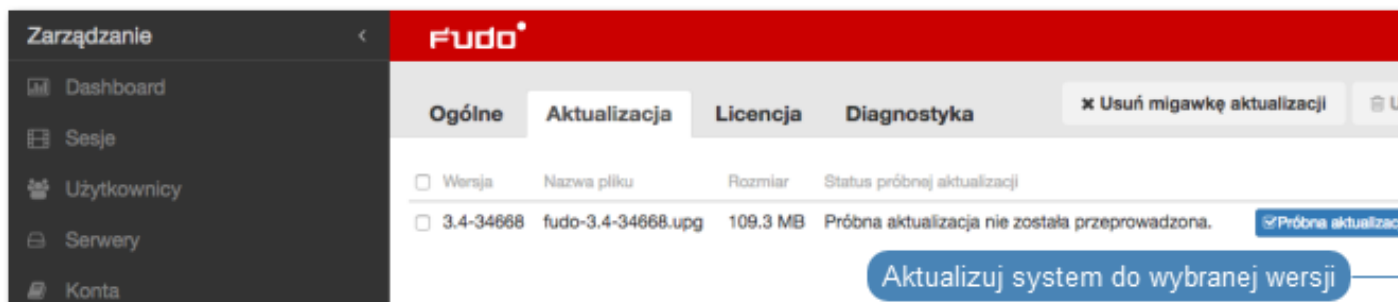 Zarządzanie
Fudo
Dashboard
Ogólne Aktualizacja Licencja Diagnostyka Usuń migawkę aktualizacji
Sesje
Użytkownicy
Wersja Nazwa pliku Rozmiar Status próbnej aktualizacji
3.4-34668 fudo-3.4-34668.upg 109.3 MB Próbna aktualizacja nie została przeprowadzona. Próbna
Serwery
Aktualizuj system do wybranej wersji
Konta